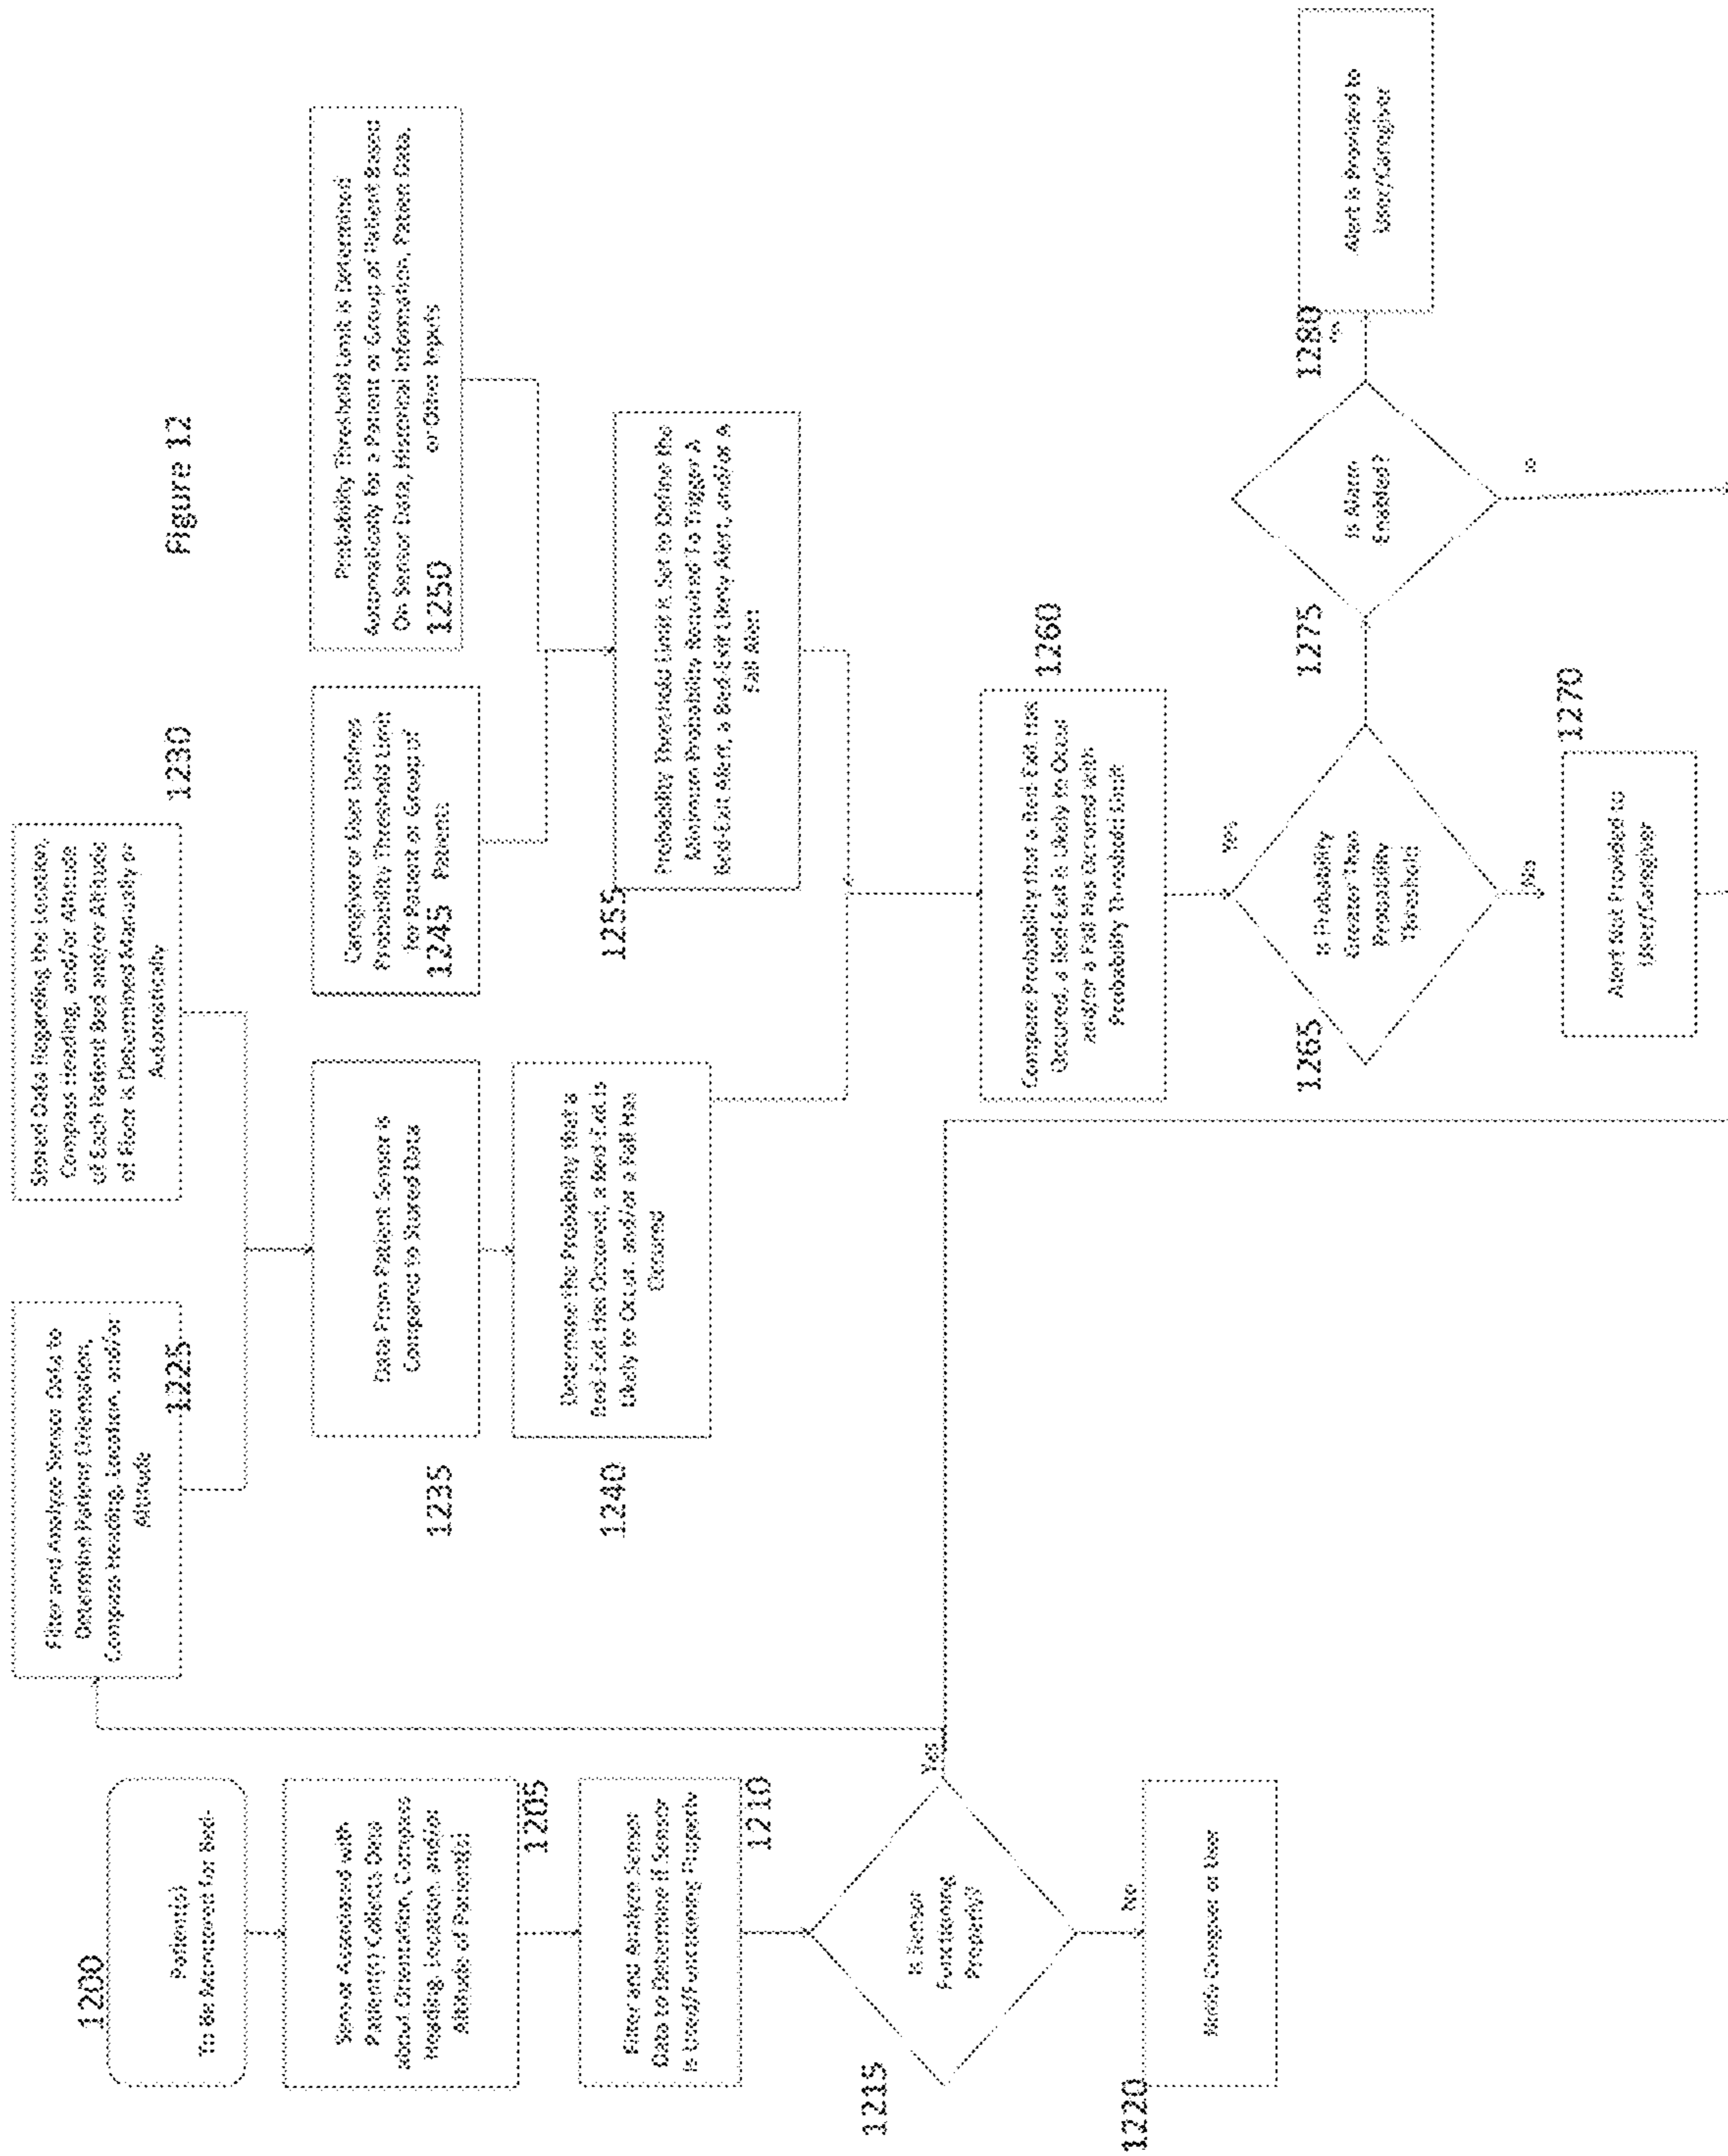 Figure 12
1200
Patient(s)
To Be Monitored for Bed-
Sensor Associated with
Patient(s) Collects Data
about Orientation, Compass
Heading, Location, and/or
Altitude of Patient(s)
1205
Filter and Analyze Sensor
Data to Determine if Sensor
is Used/Functioning Properly
1210
1215
Is Sensor
Functioning
Properly?
Yes
No
1220
Notify Caregiver or User
Filter and Analyze Sensor Data to
Determine Patient Orientation,
Compass Heading, Location, and/or
Altitude
1225
Stored Data Regarding the Location,
Compass Heading, and/or Altitude
of Each Patient Bed and/or Altitude
of Floor is Determined Manually or
Automatically
1230
Data From Patient Sensor is
Compared to Stored Data
1235
Determine the Probability that a
Bed-Exit Has Occurred, a Bed-Exit is
Likely to Occur, and/or a Fall Has
Occurred
1240
Caregiver or User Defines
Probability Threshold Limit
for Patient or Group of
1245 Patients
Probability Threshold Limit is Determined
Automatically for a Patient or Group of Patient Based
On Sensor Data, Historical Information, Patient Data,
or Other Inputs
1250
1255
Probability Threshold Limit is Set to Define the
Minimum Probability Required To Trigger A
Bed-Exit Alert, a Bed-Exit Likely Alert, and/or A
Fall Alert
Compare Probability that a Bed-Exit Has
Occurred, a Bed-Exit is Likely to Occur
and/or a Fall Has Occurred with
Probability Threshold Limit
1260
1265
Is Probability
Greater Than
Probability
Threshold
yes
No
1270
Alert Not Provided to
User/Caregiver
1275
Is Alarm
Enabled?
1280
Alert is Provided to
User/Caregiver